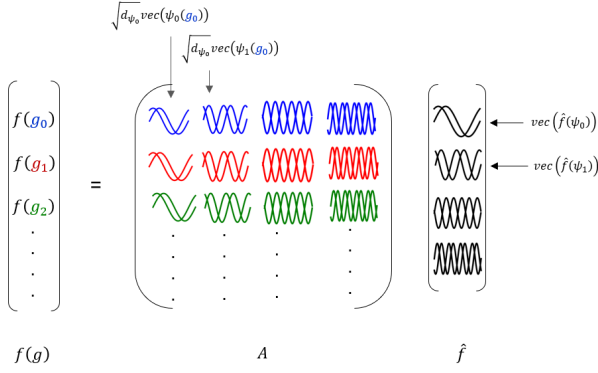 √d_ψ₀ vec(ψ₀(g₀))
√d_ψ₀ vec(ψ₁(g₀))
f(g₀)
vec(f̂(ψ₀))
f(g₁)
=
vec(f̂(ψ₁))
f(g₂)
f(g)
A
f̂